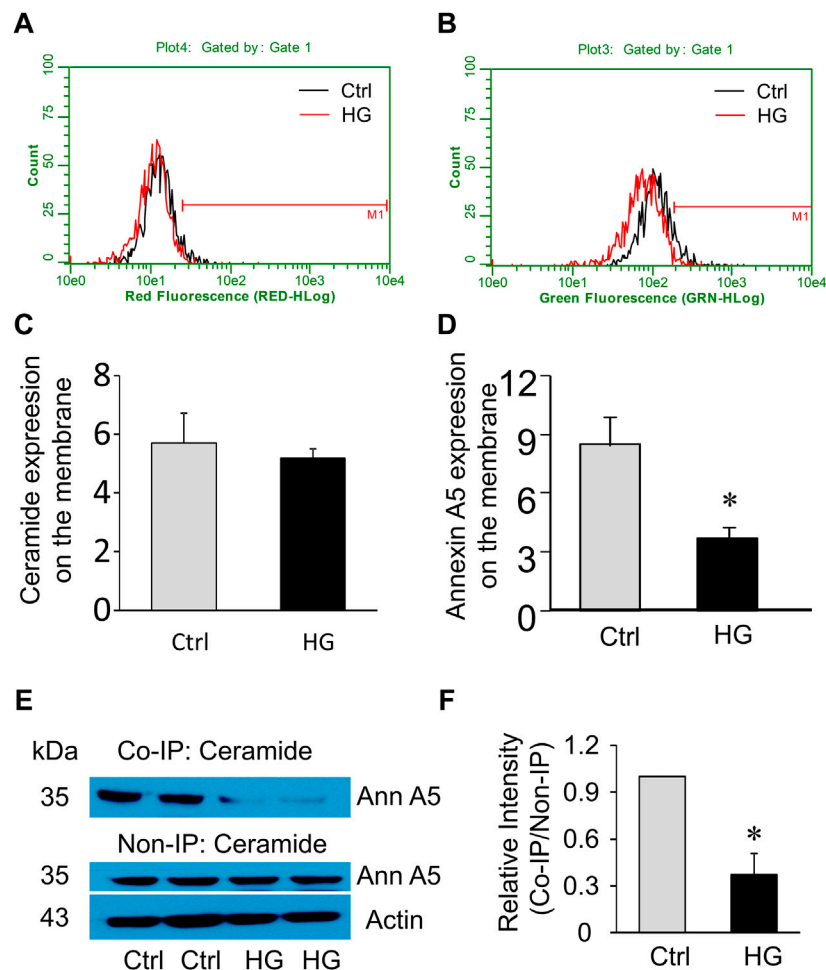 A
Plot4: Gated by: Gate 1
100
75
50
25
0
Count
Ctrl
HG
M1
10e0 10e1 10e2 10e3 10e4
Red Fluorescence (RED-HLog)
B
Plot3: Gated by: Gate 1
100
75
50
25
0
Count
Ctrl
HG
M1
10e0 10e1 10e2 10e3 10e4
Green Fluorescence (GRN-HLog)
C
Ceramide expreesion
on the membrane
8
6
4
2
0
Ctrl HG
D
Annexin A5 expreesion
on the membrane
12
9
6
3
0
*
Ctrl HG
E
kDa Co-IP: Ceramide
35 Ann A5
Non-IP: Ceramide
35 Ann A5
43 Actin
Ctrl Ctrl HG HG
F
Relative Intensity
(Co-IP/Non-IP)
1.2
0.9
0.6
0.3
0
*
Ctrl HG